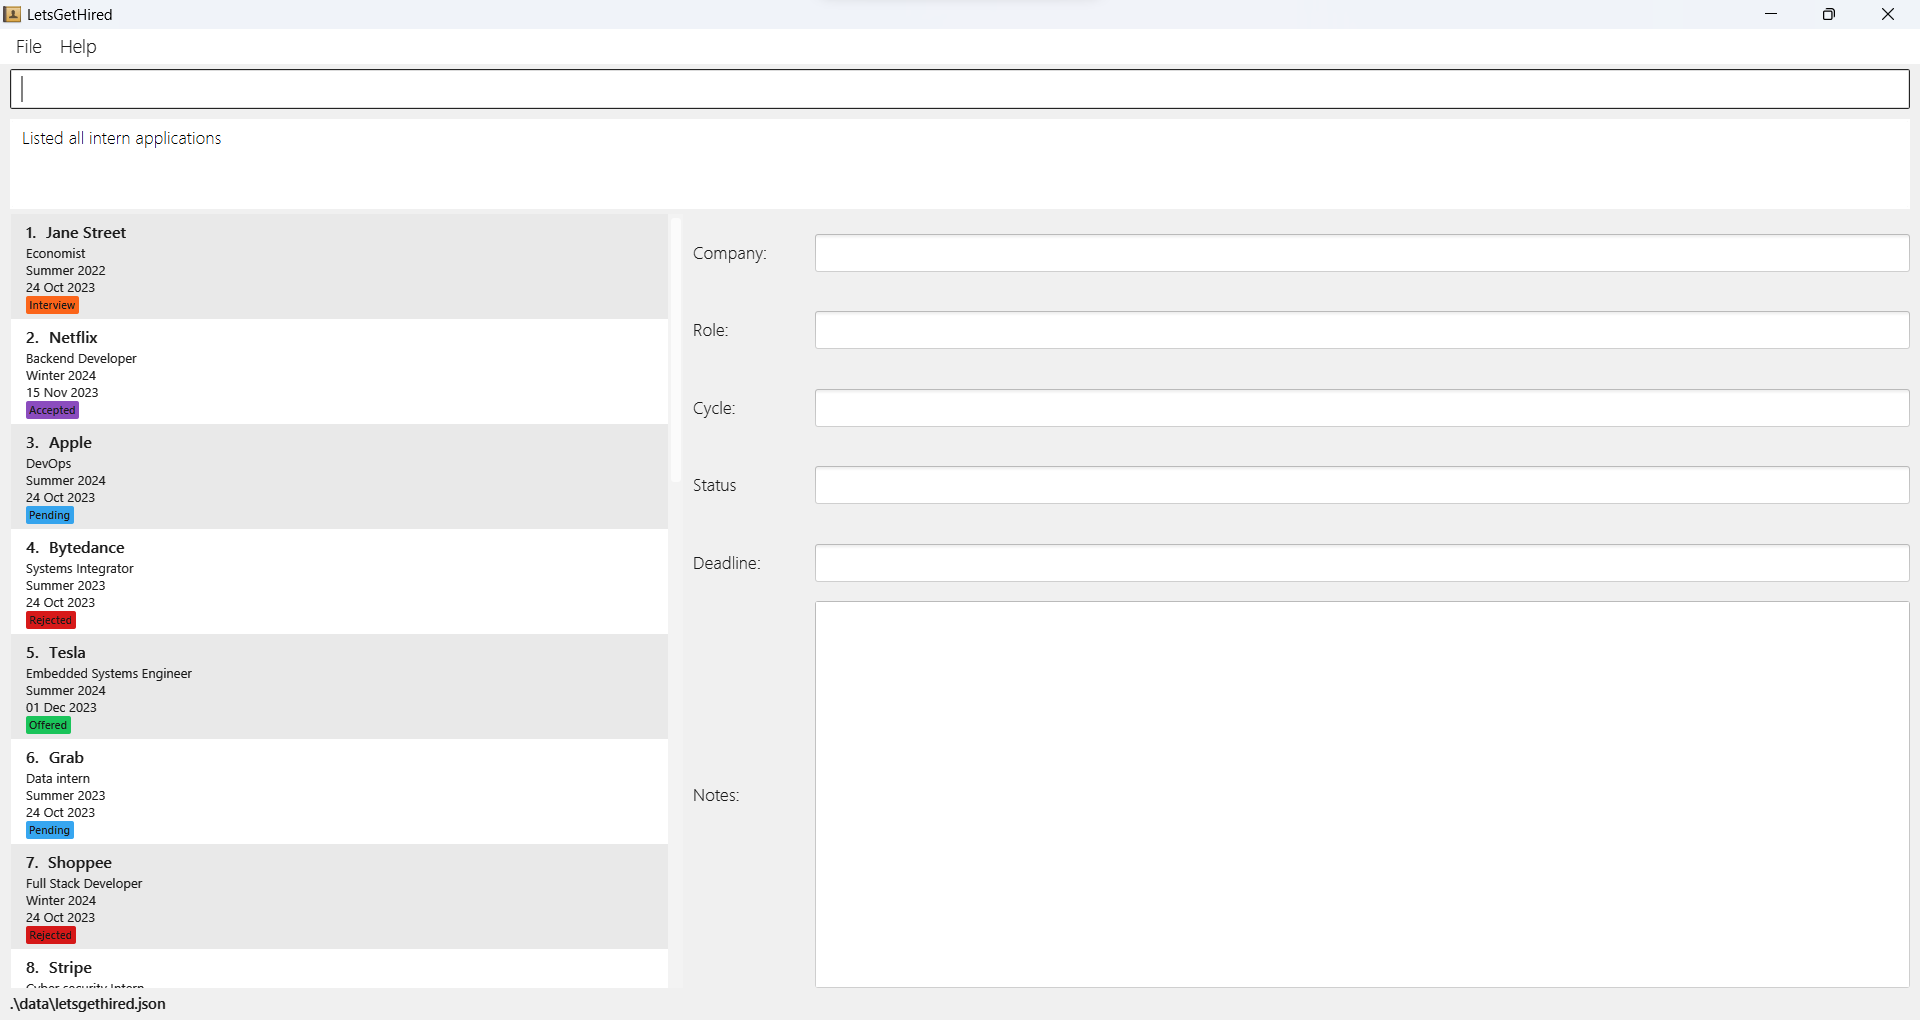 LetsGetHired
File Help
Listed all intern applications
1. Jane Street
Economist
Summer 2022
24 Oct 2023
Interview
2. Netflix
Backend Developer
Winter 2024
15 Nov 2023
Accepted
3. Apple
DevOps
Summer 2024
24 Oct 2023
Pending
4. Bytedance
Systems Integrator
Summer 2023
24 Oct 2023
Rejected
5. Tesla
Embedded Systems Engineer
Summer 2024
01 Dec 2023
Offered
6. Grab
Data intern
Summer 2023
24 Oct 2023
Pending
7. Shoppee
Full Stack Developer
Winter 2024
24 Oct 2023
Rejected
8. Stripe
Cyber security Intern
Company:
Role:
Cycle:
Status
Deadline:
Notes:
.\data\letsgethired.json